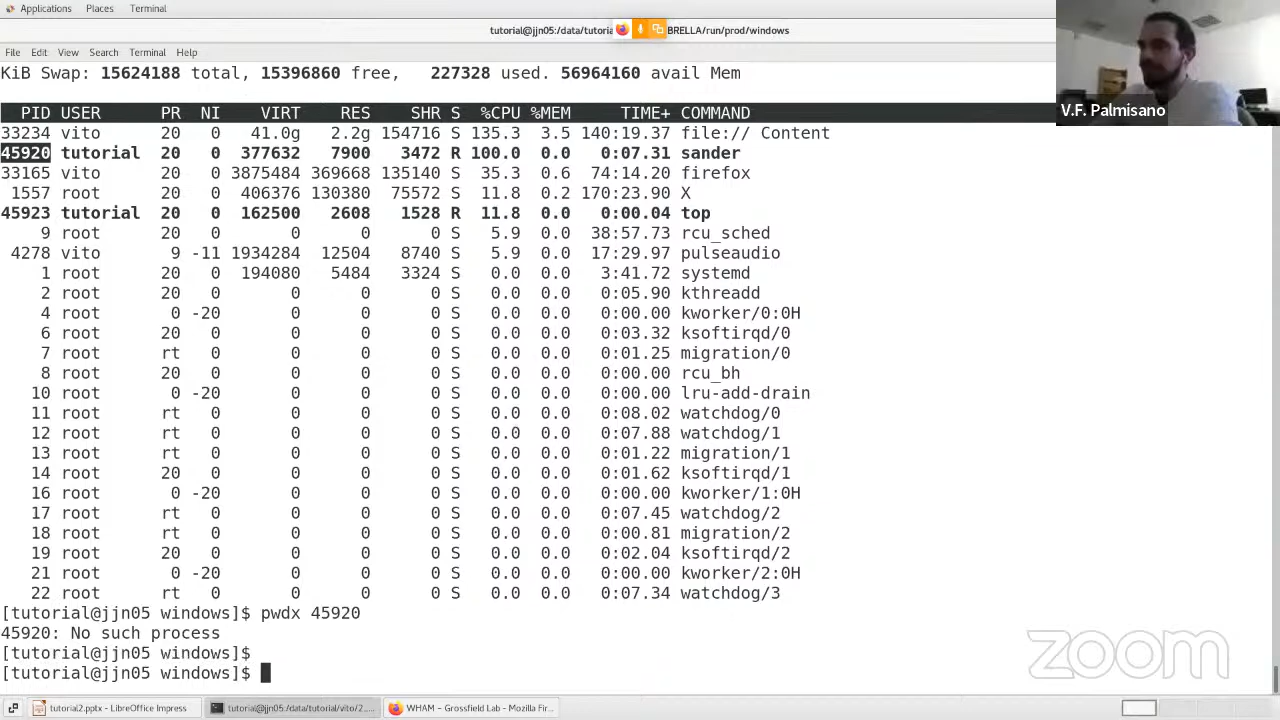 Applications Places Terminal
tutorial@jjn05:/data/tutoria BRELLA/run/prod/windows
File Edit View Search Terminal Help
KiB Swap: 15624188 total, 15396860 free, 227328 used. 56964160 avail Mem
PID USER PR NI VIRT RES SHR S %CPU %MEM TIME+ COMMAND
33234 vito 20 0 41.0g 2.2g 154716 S 135.3 3.5 140:19.37 file:// Content
45920 tutorial 20 0 377632 7900 3472 R 100.0 0.0 0:07.31 sander
33165 vito 20 0 3875484 369668 135140 S 35.3 0.6 74:14.20 firefox
1557 root 20 0 406376 130380 75572 S 11.8 0.2 170:23.90 X
45923 tutorial 20 0 162500 2608 1528 R 11.8 0.0 0:00.04 top
9 root 20 0 0 0 0 S 5.9 0.0 38:57.73 rcu_sched
4278 vito 9 -11 1934284 12504 8740 S 5.9 0.0 17:29.97 pulseaudio
1 root 20 0 194080 5484 3324 S 0.0 0.0 3:41.72 systemd
2 root 20 0 0 0 0 S 0.0 0.0 0:05.90 kthreadd
4 root 0 -20 0 0 0 S 0.0 0.0 0:00.00 kworker/0:0H
6 root 20 0 0 0 0 S 0.0 0.0 0:03.32 ksoftirqd/0
7 root rt 0 0 0 0 S 0.0 0.0 0:01.25 migration/0
8 root 20 0 0 0 0 S 0.0 0.0 0:00.00 rcu_bh
10 root 0 -20 0 0 0 S 0.0 0.0 0:00.00 lru-add-drain
11 root rt 0 0 0 0 S 0.0 0.0 0:08.02 watchdog/0
12 root rt 0 0 0 0 S 0.0 0.0 0:07.88 watchdog/1
13 root rt 0 0 0 0 S 0.0 0.0 0:01.22 migration/1
14 root 20 0 0 0 0 S 0.0 0.0 0:01.62 ksoftirqd/1
16 root 0 -20 0 0 0 S 0.0 0.0 0:00.00 kworker/1:0H
17 root rt 0 0 0 0 S 0.0 0.0 0:07.45 watchdog/2
18 root rt 0 0 0 0 S 0.0 0.0 0:00.81 migration/2
19 root 20 0 0 0 0 S 0.0 0.0 0:02.04 ksoftirqd/2
21 root 0 -20 0 0 0 S 0.0 0.0 0:00.00 kworker/2:0H
22 root rt 0 0 0 0 S 0.0 0.0 0:07.34 watchdog/3
[tutorial@jjn05 windows]$ pwdx 45920
45920: No such process
[tutorial@jjn05 windows]$
[tutorial@jjn05 windows]$
V.F. Palmisano
zoom
tutorial2.pptx - LibreOffice Impress
tutorial@jjn05:/data/tutorial/vito/2...
WHAM – Grossfield Lab - Mozilla Fir...